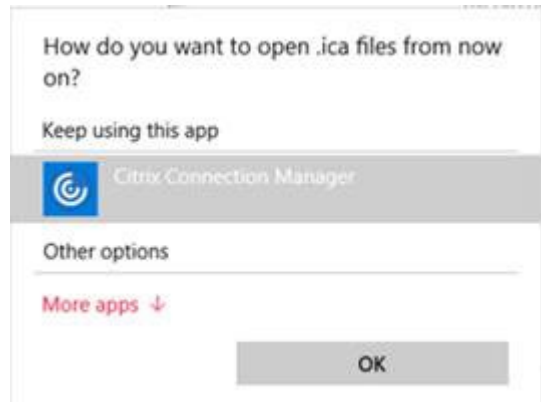 How do you want to open .ica files from now
on?
Keep using this app
Citrix Connection Manager
Other options
More apps ↓
OK